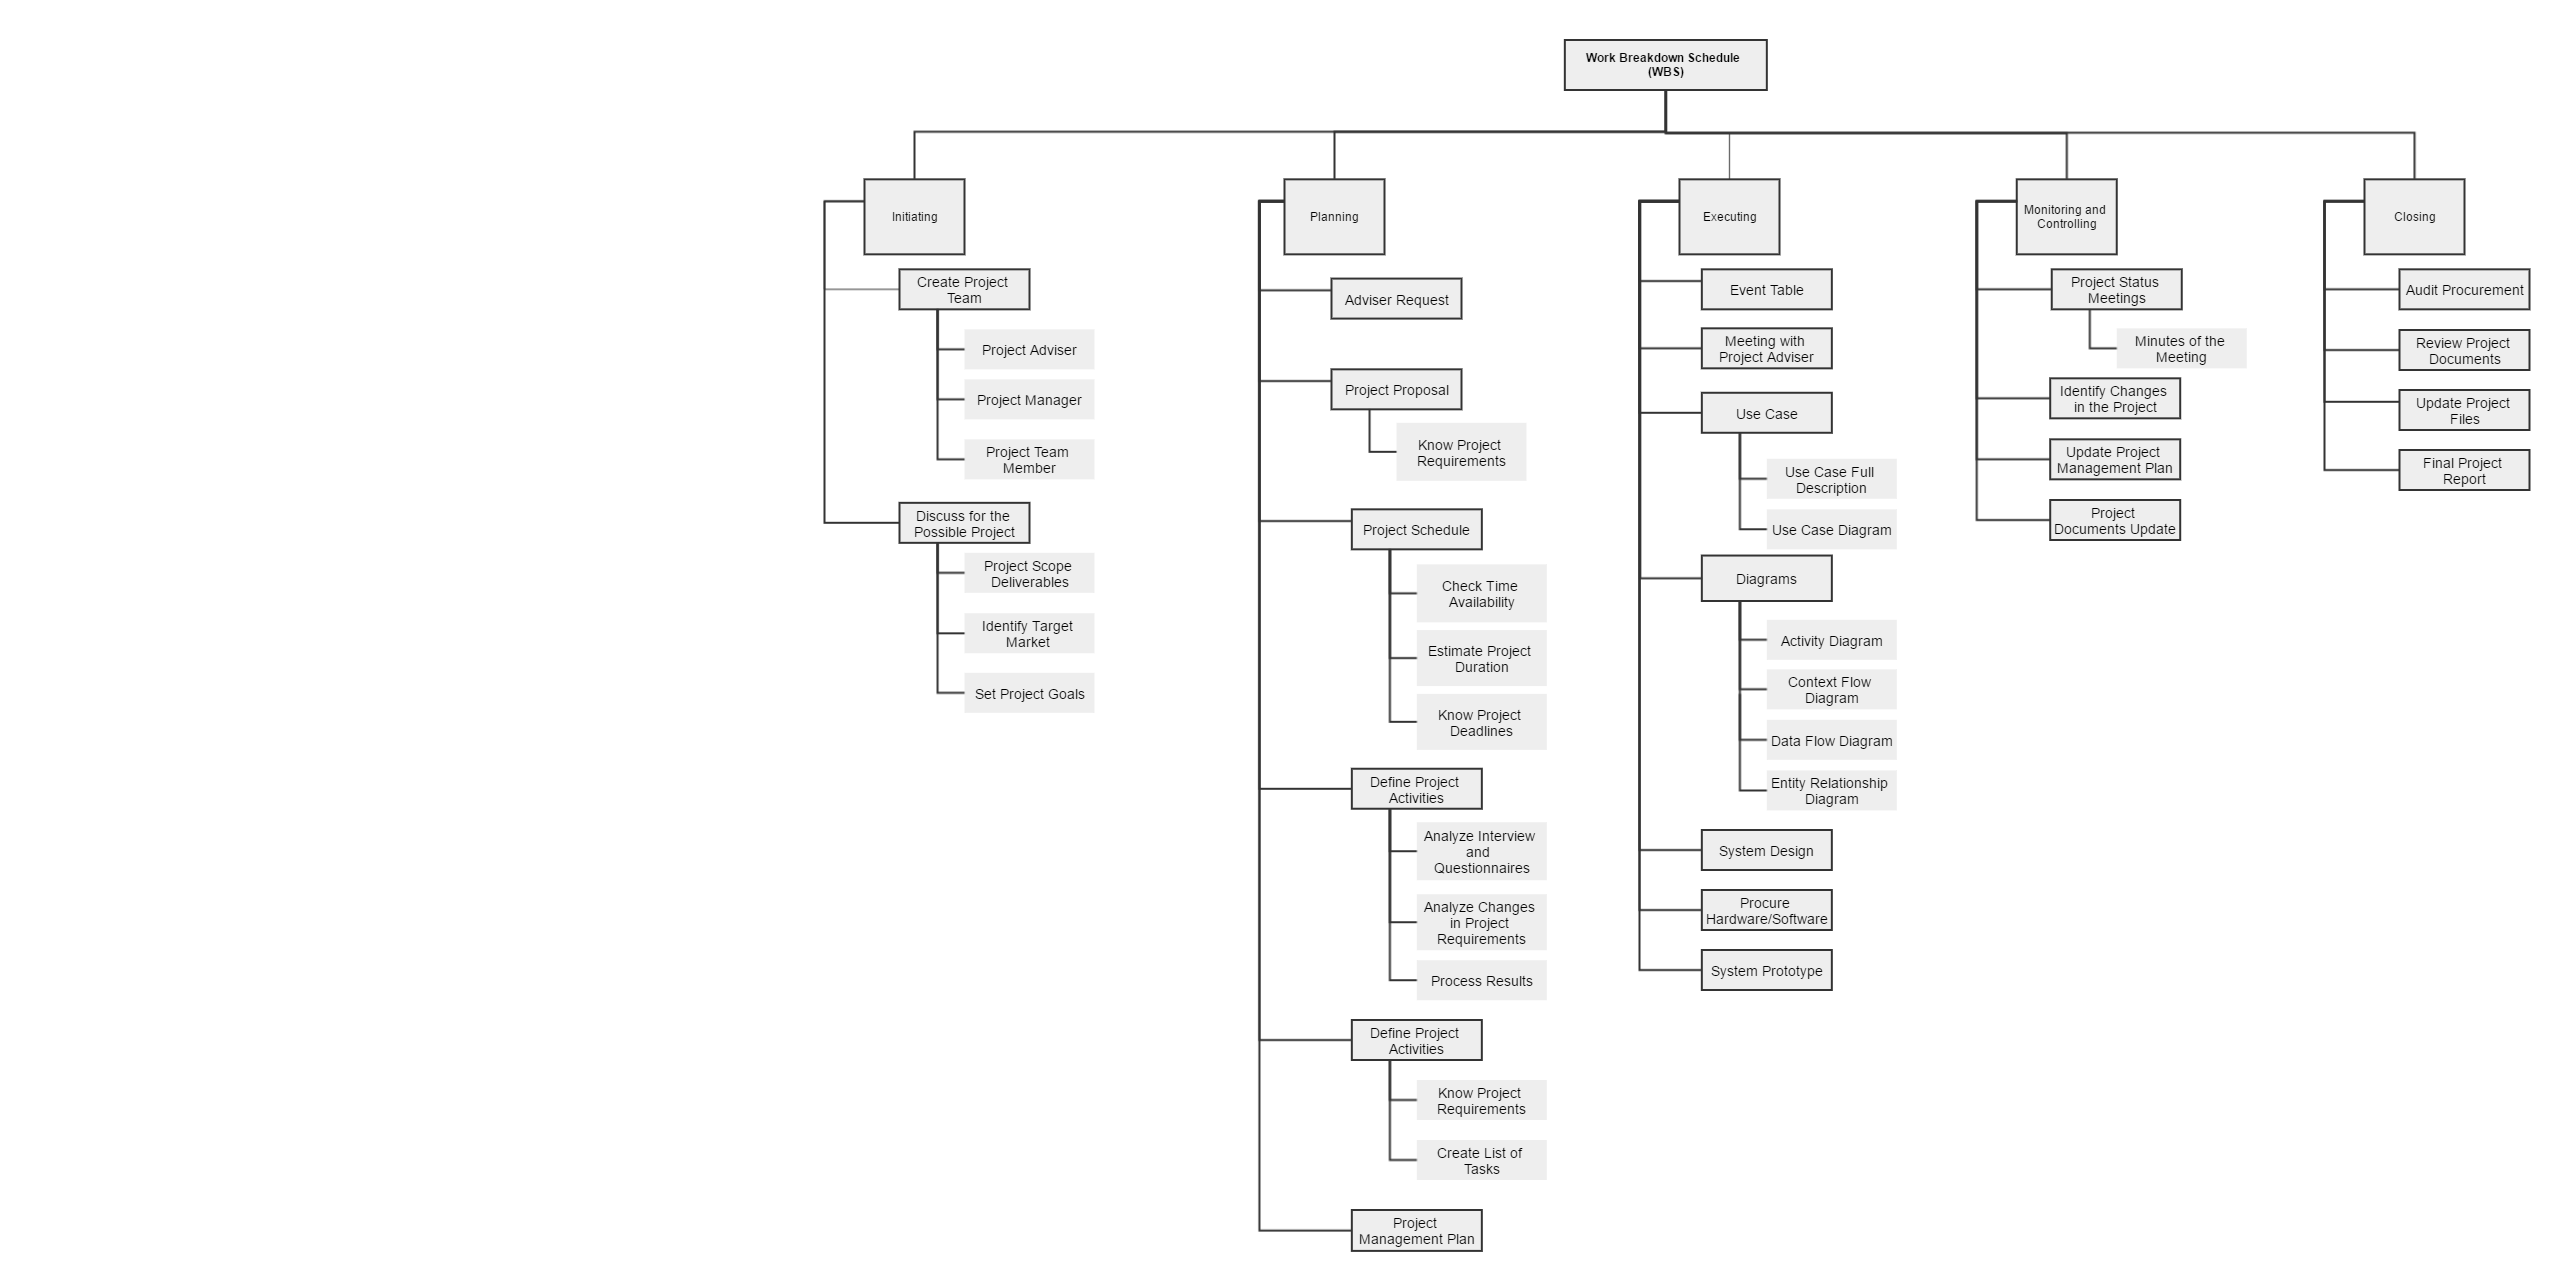 Work Breakdown Schedule
(WBS)
Initiating
Create Project
Team
Project Adviser
Project Manager
Project Team
Member
Discuss for the
Possible Project
Project Scope
Deliverables
Identify Target
Market
Set Project Goals
Planning
Adviser Request
Project Proposal
Know Project
Requirements
Project Schedule
Check Time
Availability
Estimate Project
Duration
Know Project
Deadlines
Define Project
Activities
Analyze Interview
and
Questionnaires
Analyze Changes
in Project
Requirements
Process Results
Define Project
Activities
Know Project
Requirements
Create List of
Tasks
Project
Management Plan
Executing
Event Table
Meeting with
Project Adviser
Use Case
Use Case Full
Description
Use Case Diagram
Diagrams
Activity Diagram
Context Flow
Diagram
Data Flow Diagram
Entity Relationship
Diagram
System Design
Procure
Hardware/Software
System Prototype
Monitoring and
Controlling
Project Status
Meetings
Minutes of the
Meeting
Identify Changes
in the Project
Update Project
Management Plan
Project
Documents Update
Closing
Audit Procurement
Review Project
Documents
Update Project
Files
Final Project
Report